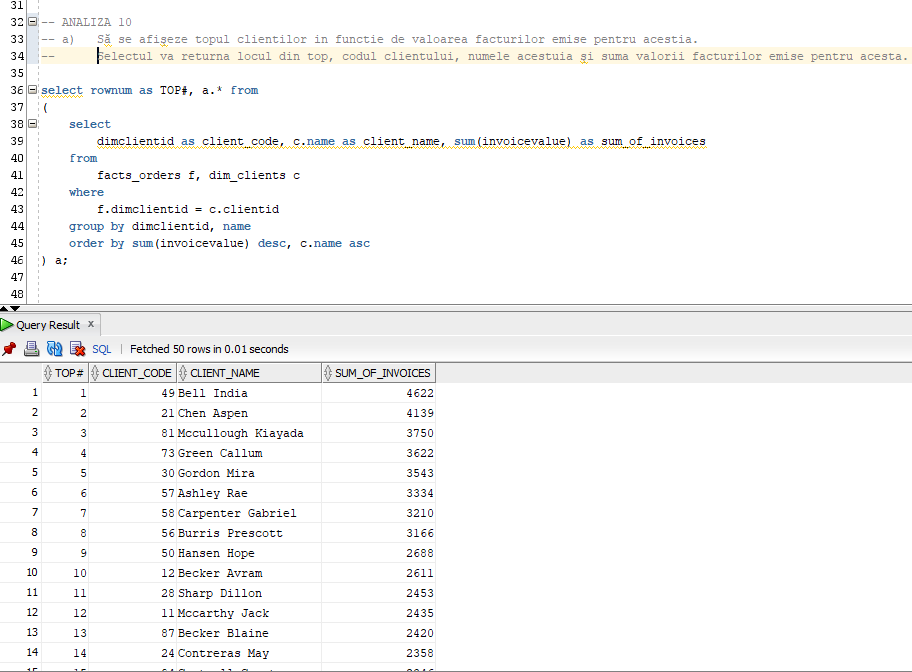 31
32 -- ANALIZA 10
33 -- a) Să se afișeze topul clientilor in functie de valoarea facturilor emise pentru acestia.
34 -- Selectul va returna locul din top, codul clientului, numele acestuia și suma valorii facturilor emise pentru acesta.
35
36 select rownum as TOP#, a.* from
37 (
38 select
39 dimclientid as client_code, c.name as client_name, sum(invoicevalue) as sum_of_invoices
40 from
41 facts_orders f, dim_clients c
42 where
43 f.dimclientid = c.clientid
44 group by dimclientid, name
45 order by sum(invoicevalue) desc, c.name asc
46 ) a;
47
48
Query Result x
SQL | Fetched 50 rows in 0.01 seconds
TOP# CLIENT_CODE CLIENT_NAME SUM_OF_INVOICES
1 1 49 Bell India 4622
2 2 21 Chen Aspen 4139
3 3 81 Mccullough Kiayada 3750
4 4 73 Green Callum 3622
5 5 30 Gordon Mira 3543
6 6 57 Ashley Rae 3334
7 7 58 Carpenter Gabriel 3210
8 8 56 Burris Prescott 3166
9 9 50 Hansen Hope 2688
10 10 12 Becker Avram 2611
11 11 28 Sharp Dillon 2453
12 12 11 Mccarthy Jack 2435
13 13 87 Becker Blaine 2420
14 14 24 Contreras May 2358